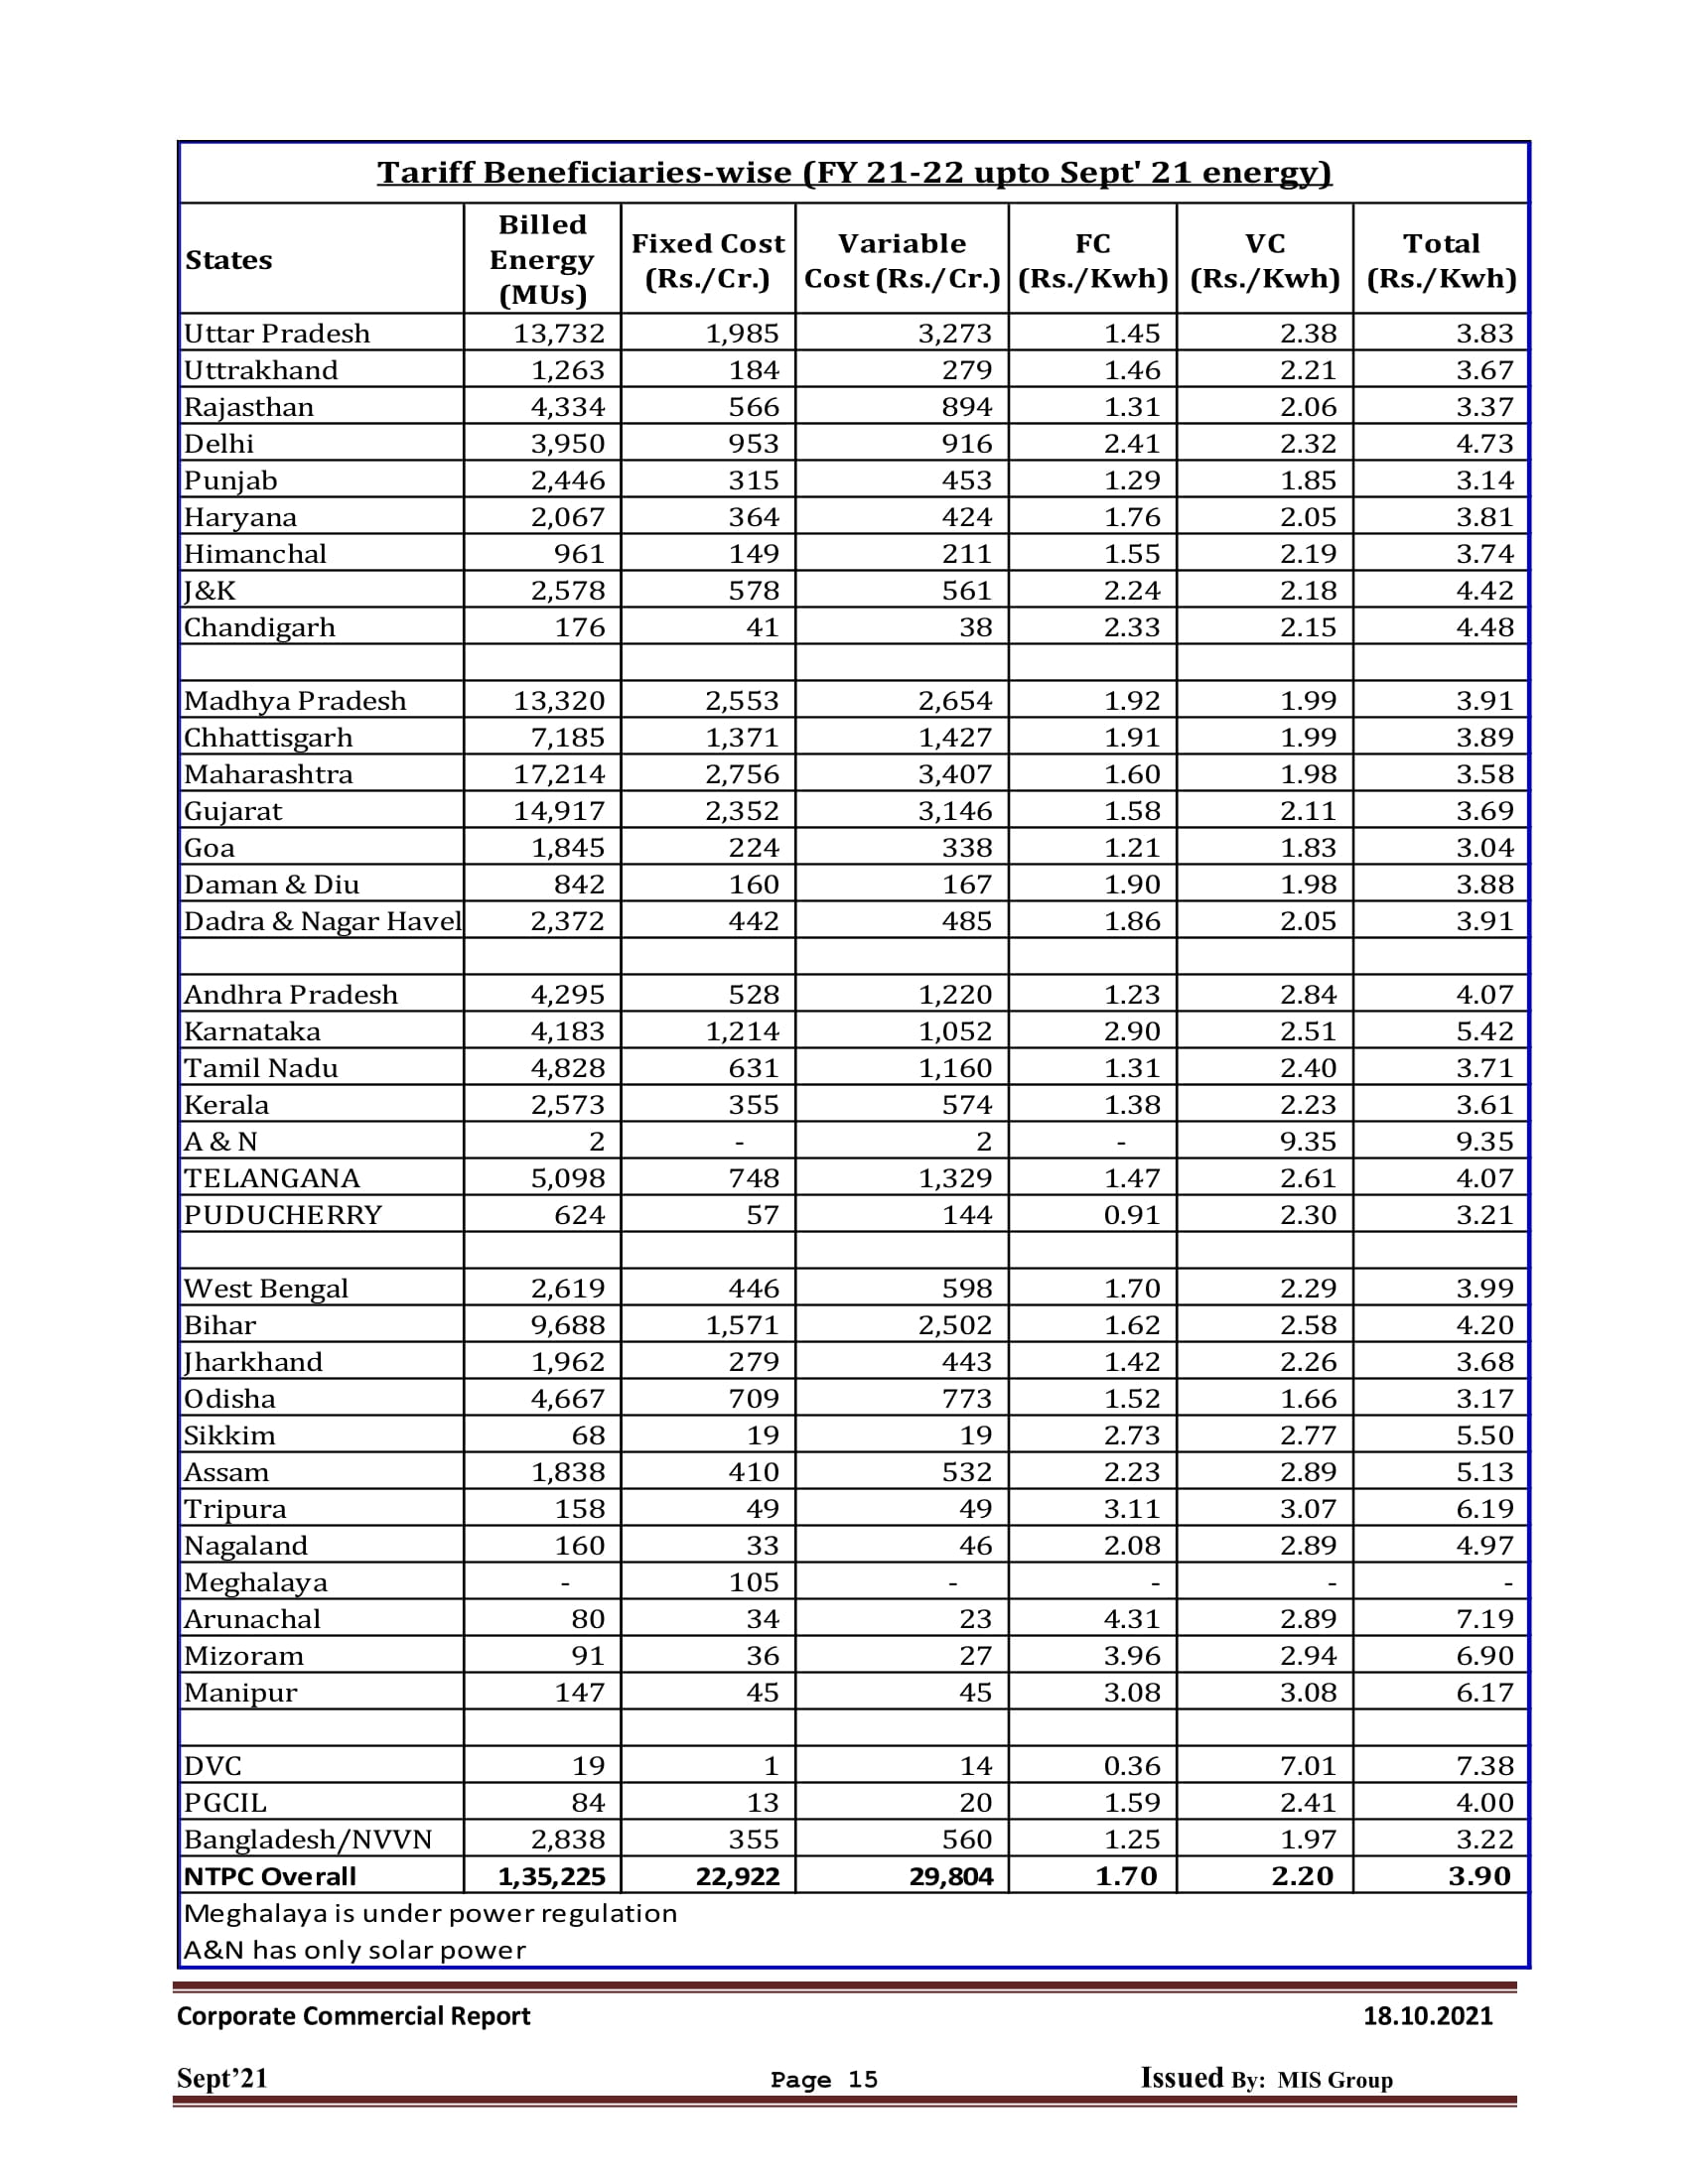 Tariff Beneficiaries-wise (FY 21-22 upto Sept' 21 energy)
States Billed Energy (MUs) Fixed Cost (Rs./Cr.) Variable Cost (Rs./Cr.) FC (Rs./Kwh) VC (Rs./Kwh) Total (Rs./Kwh)
Uttar Pradesh 13,732 1,985 3,273 1.45 2.38 3.83
Uttrakhand 1,263 184 279 1.46 2.21 3.67
Rajasthan 4,334 566 894 1.31 2.06 3.37
Delhi 3,950 953 916 2.41 2.32 4.73
Punjab 2,446 315 453 1.29 1.85 3.14
Haryana 2,067 364 424 1.76 2.05 3.81
Himanchal 961 149 211 1.55 2.19 3.74
J&K 2,578 578 561 2.24 2.18 4.42
Chandigarh 176 41 38 2.33 2.15 4.48
Madhya Pradesh 13,320 2,553 2,654 1.92 1.99 3.91
Chhattisgarh 7,185 1,371 1,427 1.91 1.99 3.89
Maharashtra 17,214 2,756 3,407 1.60 1.98 3.58
Gujarat 14,917 2,352 3,146 1.58 2.11 3.69
Goa 1,845 224 338 1.21 1.83 3.04
Daman & Diu 842 160 167 1.90 1.98 3.88
Dadra & Nagar Havel 2,372 442 485 1.86 2.05 3.91
Andhra Pradesh 4,295 528 1,220 1.23 2.84 4.07
Karnataka 4,183 1,214 1,052 2.90 2.51 5.42
Tamil Nadu 4,828 631 1,160 1.31 2.40 3.71
Kerala 2,573 355 574 1.38 2.23 3.61
A & N 2 - 2 - 9.35 9.35
TELANGANA 5,098 748 1,329 1.47 2.61 4.07
PUDUCHERRY 624 57 144 0.91 2.30 3.21
West Bengal 2,619 446 598 1.70 2.29 3.99
Bihar 9,688 1,571 2,502 1.62 2.58 4.20
Jharkhand 1,962 279 443 1.42 2.26 3.68
Odisha 4,667 709 773 1.52 1.66 3.17
Sikkim 68 19 19 2.73 2.77 5.50
Assam 1,838 410 532 2.23 2.89 5.13
Tripura 158 49 49 3.11 3.07 6.19
Nagaland 160 33 46 2.08 2.89 4.97
Meghalaya - 105 - - - -
Arunachal 80 34 23 4.31 2.89 7.19
Mizoram 91 36 27 3.96 2.94 6.90
Manipur 147 45 45 3.08 3.08 6.17
DVC 19 1 14 0.36 7.01 7.38
PGCIL 84 13 20 1.59 2.41 4.00
Bangladesh/NVVN 2,838 355 560 1.25 1.97 3.22
NTPC Overall 1,35,225 22,922 29,804 1.70 2.20 3.90
Meghalaya is under power regulation
A&N has only solar power
Corporate Commercial Report 18.10.2021
Sept’21 Page 15 Issued By: MIS Group